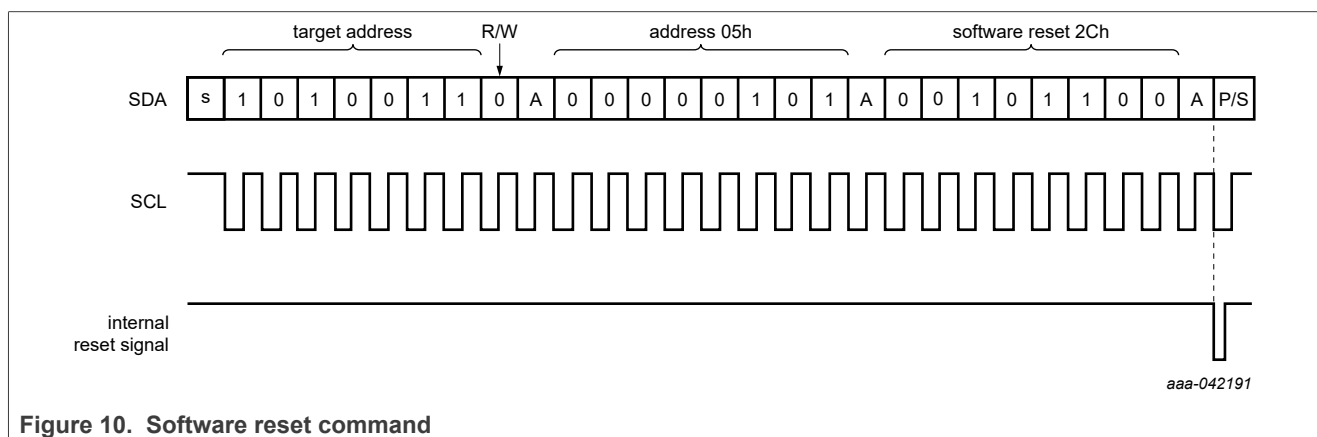 target address R/W address 05h software reset 2Ch
SDA s 1 0 1 0 0 1 1 0 A 0 0 0 0 0 1 0 1 A 0 0 1 0 1 1 0 0 A P/S
SCL
internal
reset signal
aaa-042191
Figure 10. Software reset command